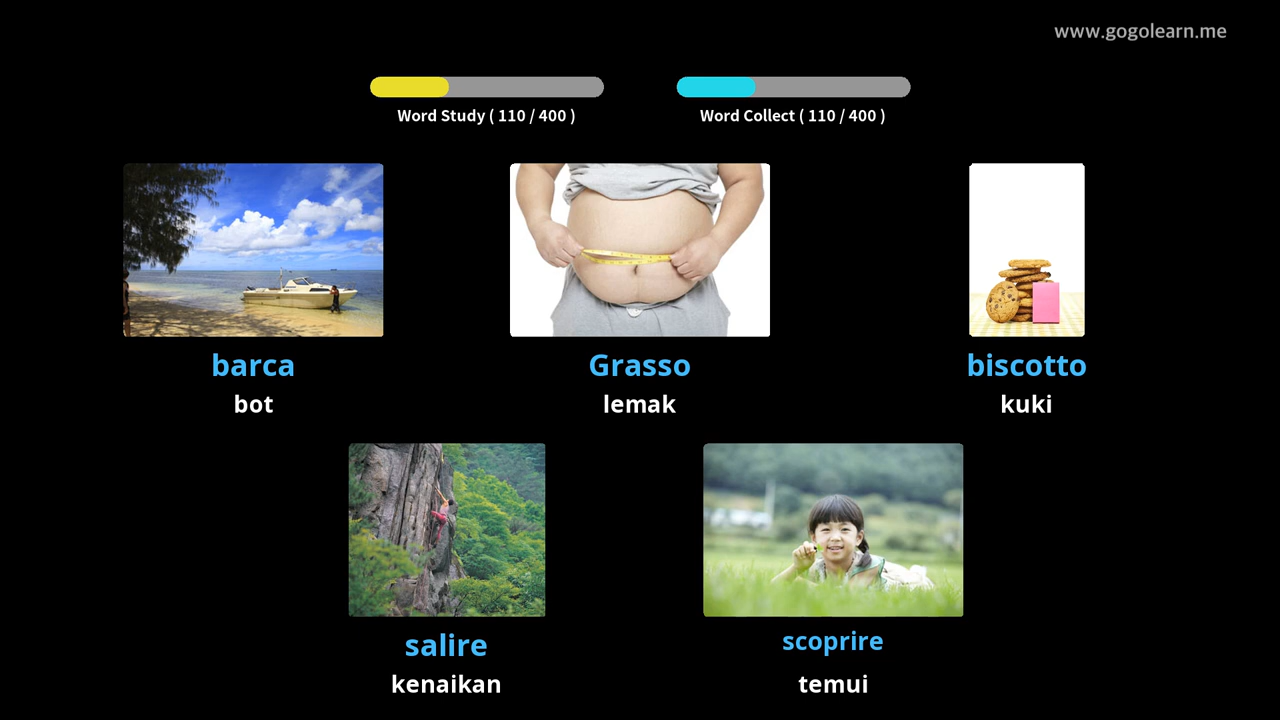 www.gogolearn.me
Word Study ( 110 / 400 )
Word Collect ( 110 / 400 )
barca
bot
Grasso
lemak
biscotto
kuki
salire
kenaikan
scoprire
temui